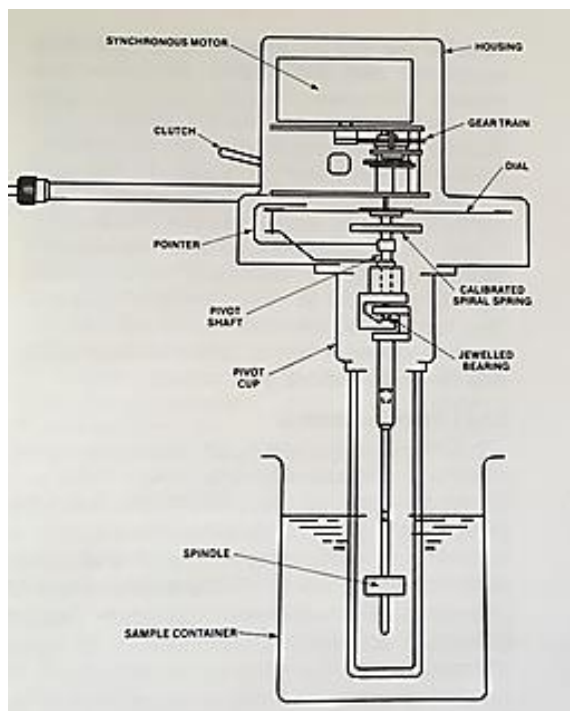 SYNCHRONOUS MOTOR
HOUSING
CLUTCH
GEAR TRAIN
DIAL
POINTER
PIVOT
SHAFT
CALIBRATED
SPIRAL SPRING
PIVOT
CUP
JEWELLED
BEARING
SPINDLE
SAMPLE CONTAINER